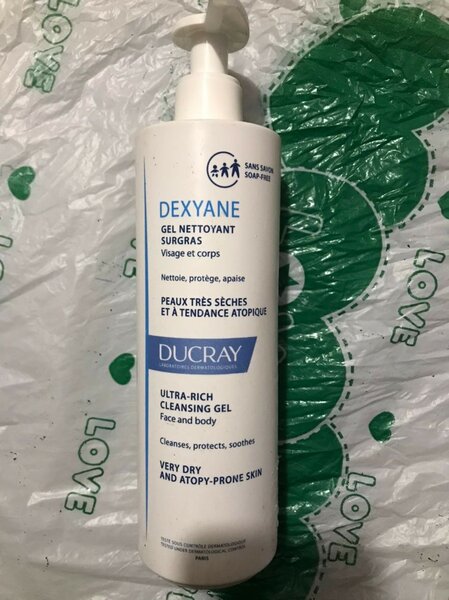 SANS SAVON
SOAP-FREE
DEXYANE
GEL NETTOYANT
SURGRAS
Visage et corps
Nettoie, protège, apaise
PEAUX TRÈS SÈCHES
ET À TENDANCE ATOPIQUE
DUCRAY
LABORATOIRES DERMATOLOGIQUES
ULTRA-RICH
CLEANSING GEL
Face and body
Cleanses, protects, soothes
VERY DRY
AND ATOPY-PRONE SKIN
TESTÉ SOUS CONTRÔLE DERMATOLOGIQUE
TESTED UNDER DERMATOLOGICAL CONTROL
PARIS
LOVE
LOVE
LOVE
LOVE
LOVE
LOVE